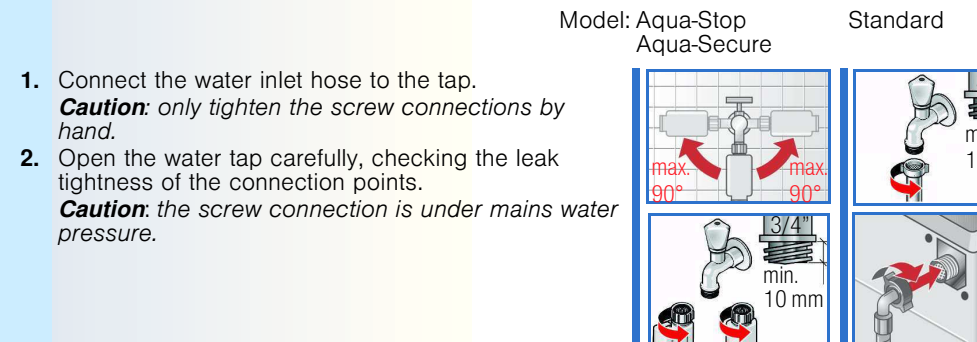 Model: Aqua-Stop Standard
Aqua-Secure
1. Connect the water inlet hose to the tap.
Caution: only tighten the screw connections by
hand.
2. Open the water tap carefully, checking the leak
tightness of the connection points.
Caution: the screw connection is under mains water
pressure.
max.
90°
max.
90°
3/4"
min.
10 mm